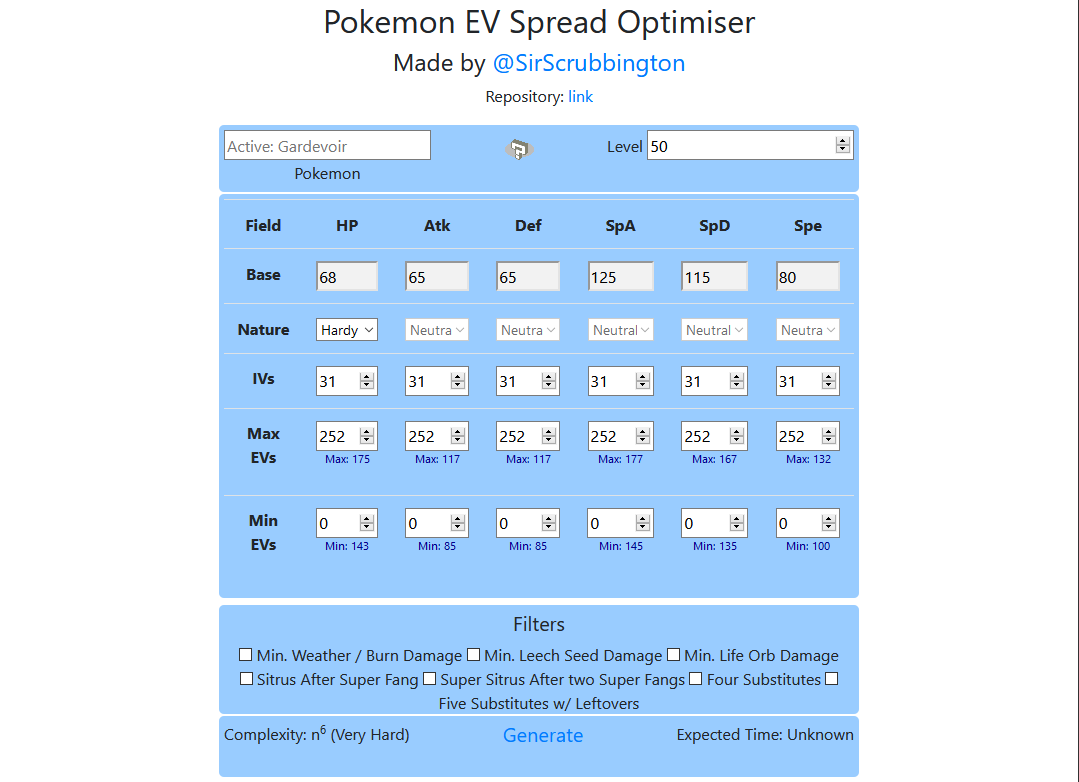 Pokemon EV Spread Optimiser
Made by @SirScrubbington
Repository: link
Active: Gardevoir Level 50
Pokemon
Field HP Atk Def SpA SpD Spe
Base 68 65 65 125 115 80
Nature Hardy Neutra Neutra Neutral Neutral Neutra
IVs 31 31 31 31 31 31
Max EVs 252 252 252 252 252 252
Max: 175 Max: 117 Max: 117 Max: 177 Max: 167 Max: 132
Min EVs 0 0 0 0 0 0
Min: 143 Min: 85 Min: 85 Min: 145 Min: 135 Min: 100
Filters
Min. Weather / Burn Damage Min. Leech Seed Damage Min. Life Orb Damage
Sitrus After Super Fang Super Sitrus After two Super Fangs Four Substitutes
Five Substitutes w/ Leftovers
Complexity: n⁶ (Very Hard) Generate Expected Time: Unknown